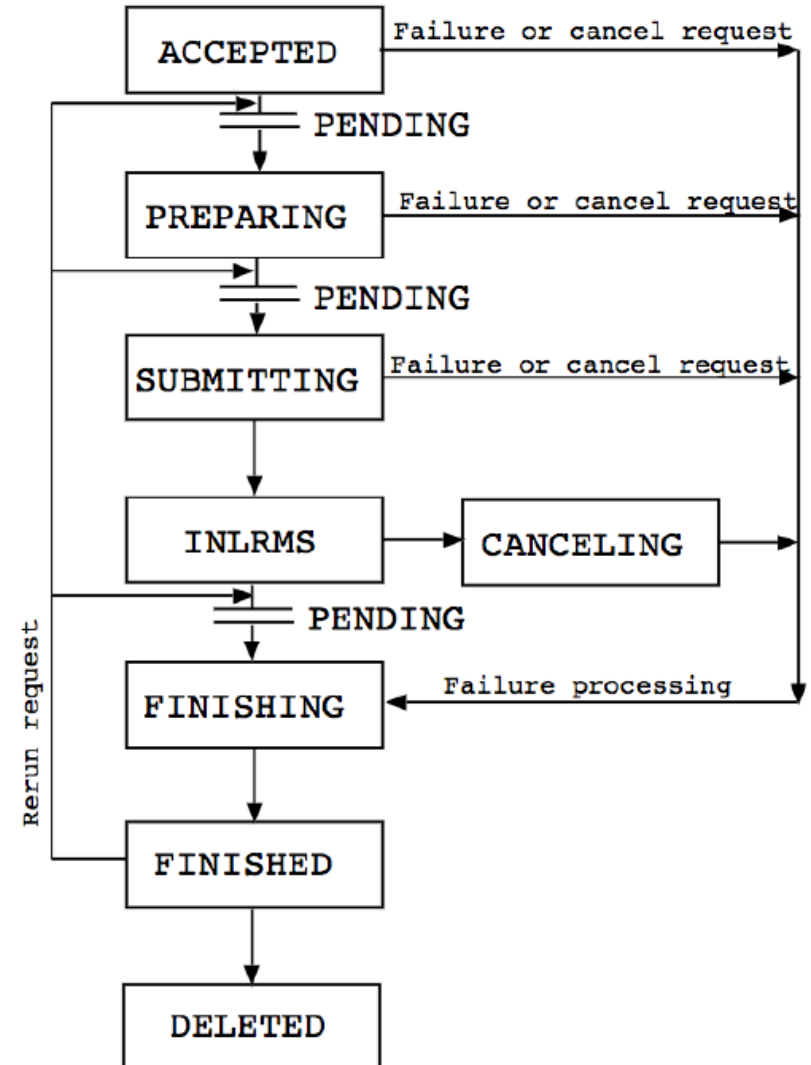 ACCEPTED
Failure or cancel request
PENDING
PREPARING
Failure or cancel request
PENDING
SUBMITTING
Failure or cancel request
INLRMS
CANCELING
PENDING
FINISHING
Failure processing
Rerun request
FINISHED
DELETED